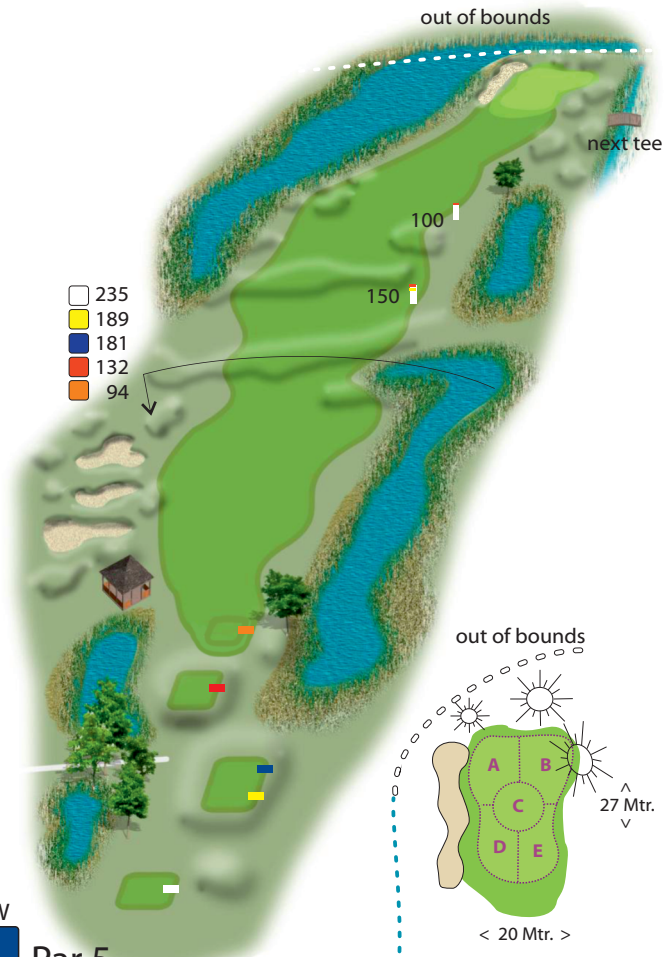 out of bounds
next tee
100
150
235
189
181
132
94
out of bounds
A B
C
D E
27 Mtr.
< 20 Mtr. >
Par 5